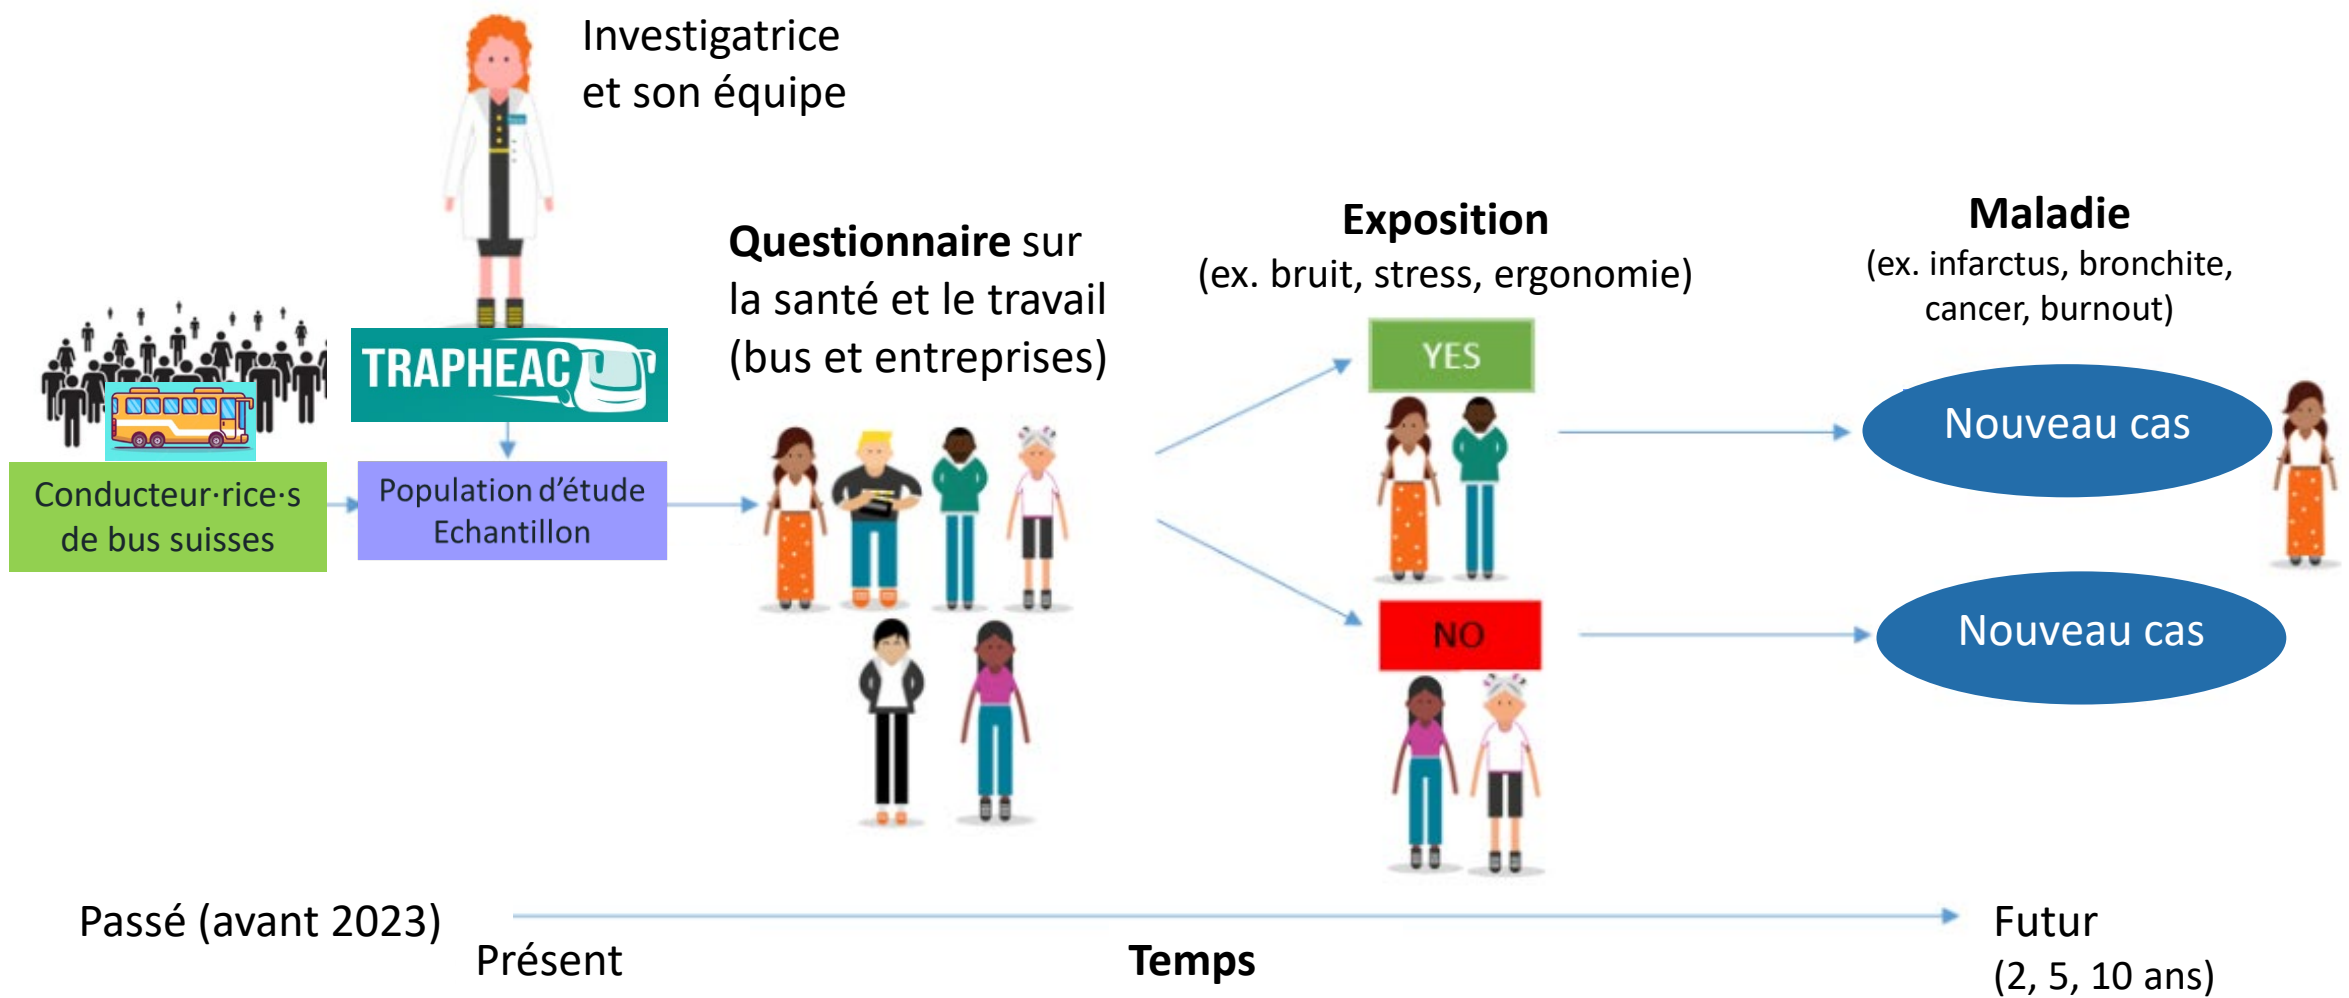 Investigatrice
et son équipe
Questionnaire sur
la santé et le travail
(bus et entreprises)
Exposition
(ex. bruit, stress, ergonomie)
Maladie
(ex. infarctus, bronchite,
cancer, burnout)
TRAPHEAC
YES
Nouveau cas
Conducteur·rice·s
de bus suisses
Population d'étude
Echantillon
NO
Nouveau cas
Passé (avant 2023)
Présent
Temps
Futur
(2, 5, 10 ans)